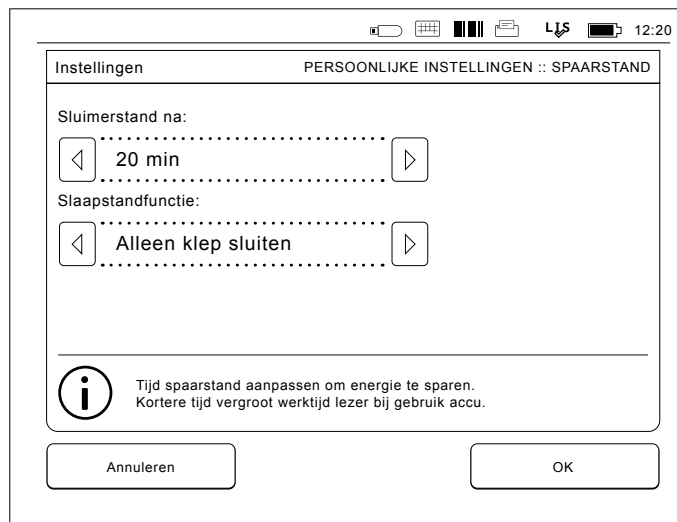 LIS 12:20
Instellingen PERSOONLIJKE INSTELLINGEN :: SPAARSTAND
Sluimerstand na:
20 min
Slaapstandfunctie:
Alleen klep sluiten
Tijd spaarstand aanpassen om energie te sparen.
Kortere tijd vergroot werktijd lezer bij gebruik accu.
Annuleren OK